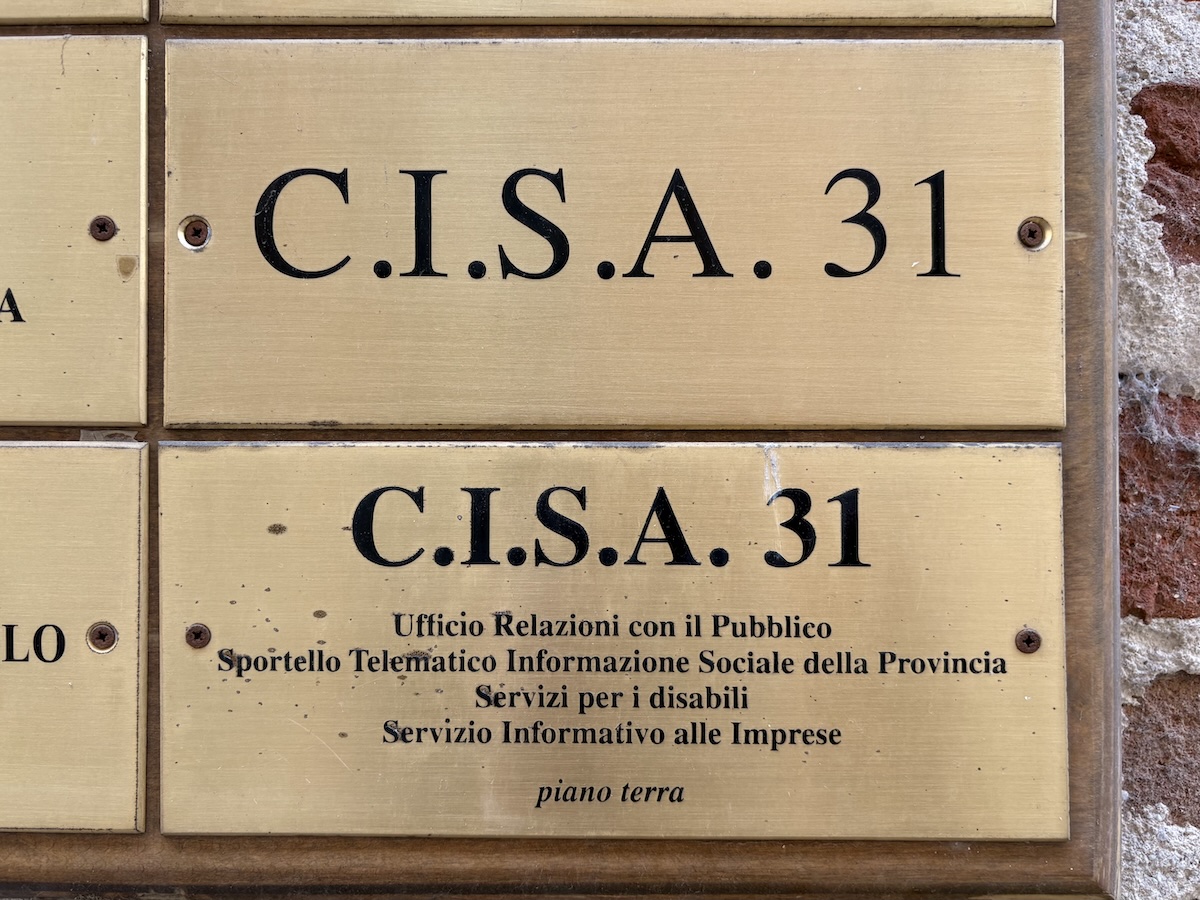 C.I.S.A. 31
A
LO
C.I.S.A. 31
Ufficio Relazioni con il Pubblico
Sportello Telematico Informazione Sociale della Provincia
Servizi per i disabili
Servizio Informativo alle Imprese
piano terra